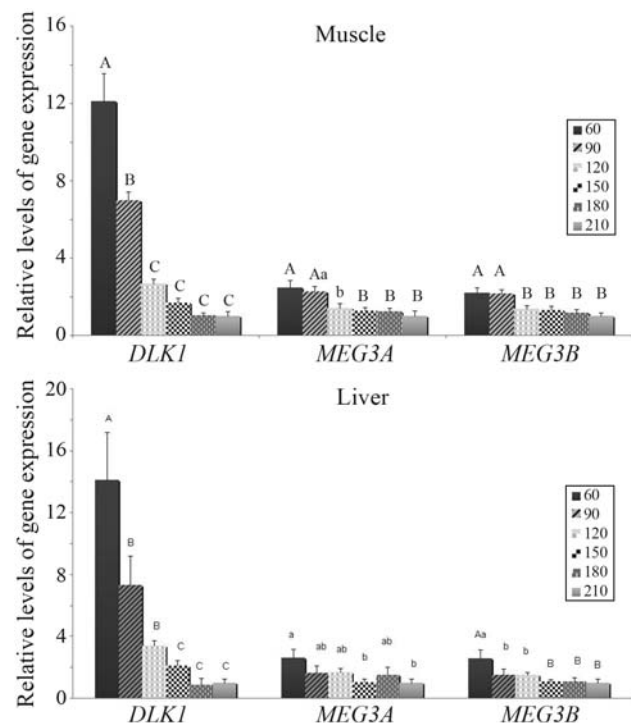 Relative levels of gene expression
Muscle
16
12
8
4
0
A
B
C
C
C
C
A
Aa
b
B
B
B
A
A
B
B
B
B
60
90
120
150
180
210
DLK1
MEG3A
MEG3B
Relative levels of gene expression
Liver
20
16
12
8
4
0
A
B
B
C
C
C
a
ab
ab
b
ab
b
Aa
b
b
B
B
B
60
90
120
150
180
210
DLK1
MEG3A
MEG3B